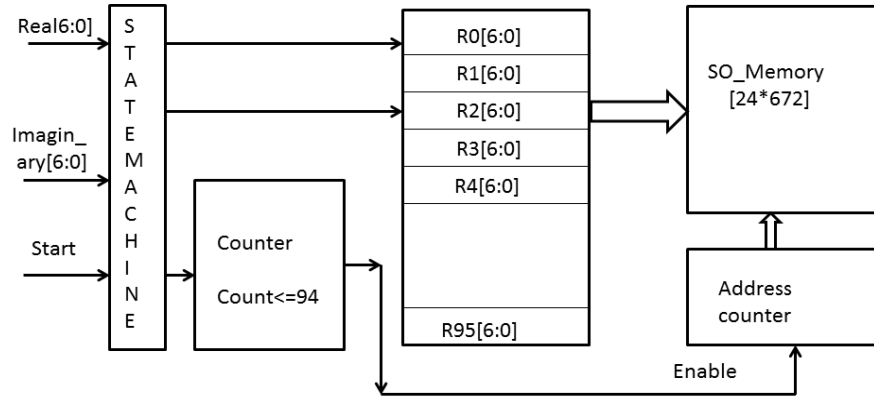 Real6:0]
Imagin_
ary[6:0]
Start
STATEMACHINE
Counter
Count<=94
R0[6:0]
R1[6:0]
R2[6:0]
R3[6:0]
R4[6:0]
R95[6:0]
SO_Memory
[24*672]
Address
counter
Enable